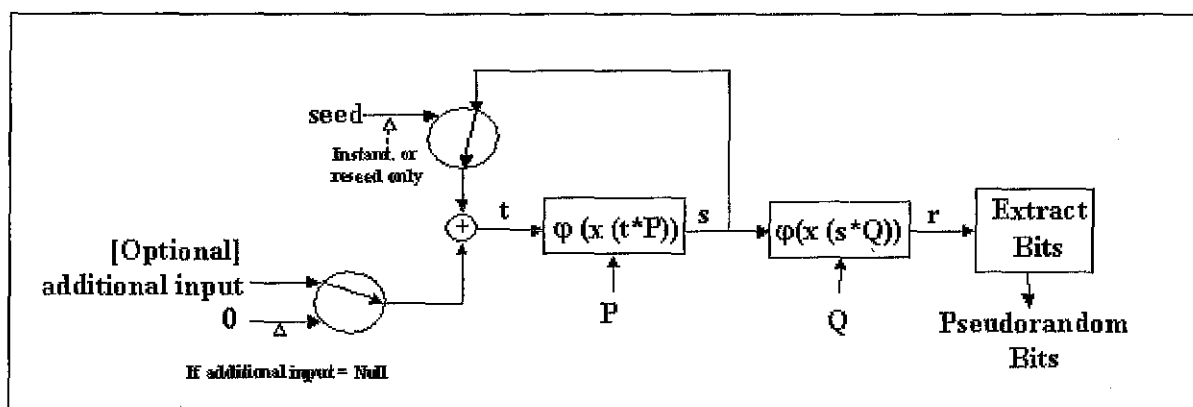 seed
Instant. or
reseed only
+
t
φ (x (t*P))
s
φ(x (s*Q))
r
Extract
Bits
[Optional]
additional input
0
P
Q
Pseudorandom
Bits
If additional input = Null